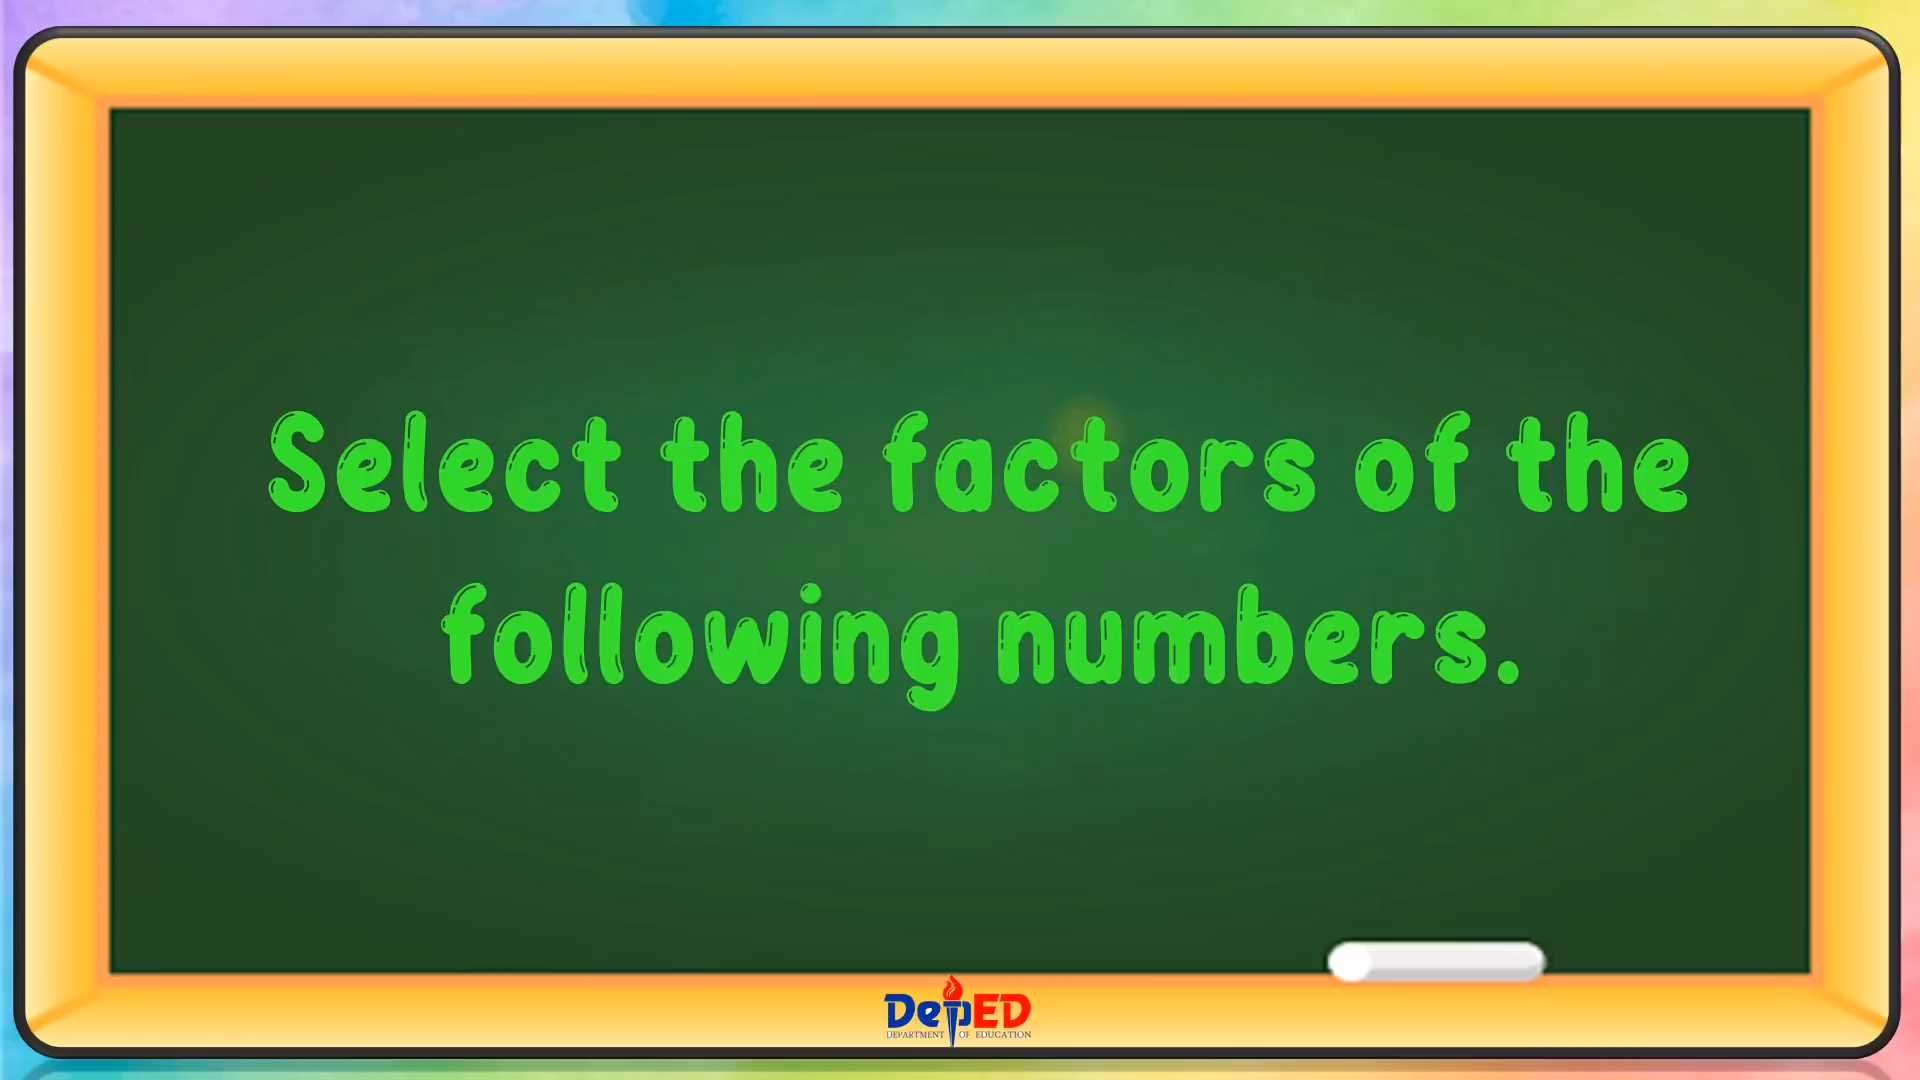 Select the factors of the
following numbers.
DepED
DEPARTMENT OF EDUCATION